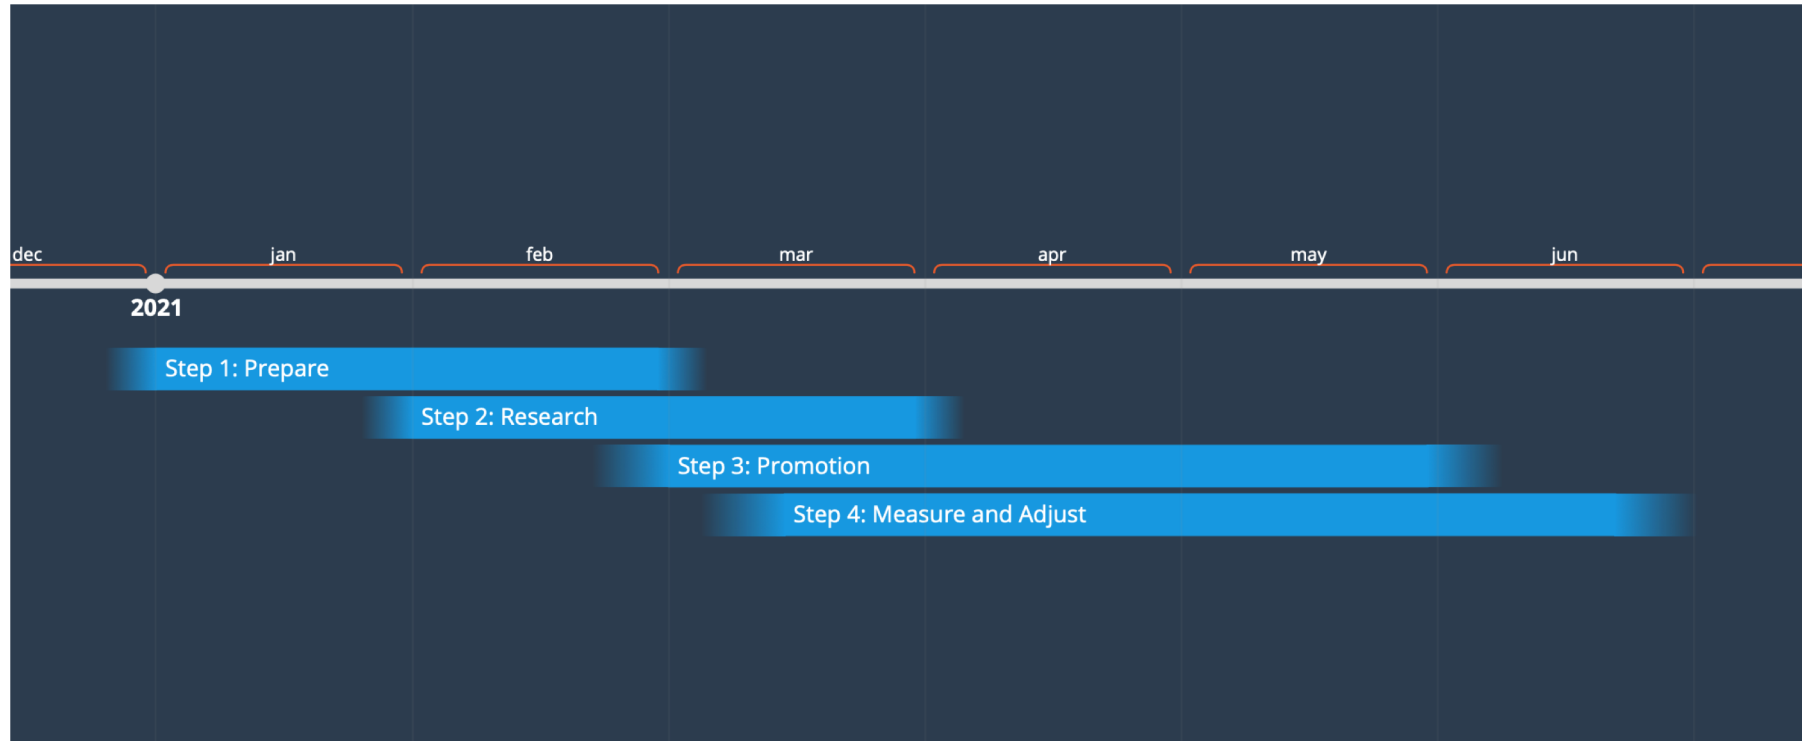 dec
jan
feb
mar
apr
may
jun
2021
Step 1: Prepare
Step 2: Research
Step 3: Promotion
Step 4: Measure and Adjust